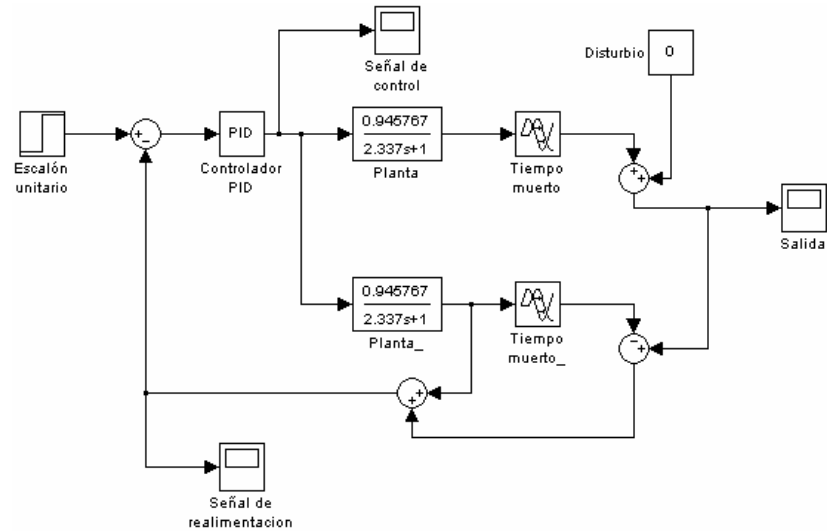 Señal de
control
Disturbio
0
Escalón
unitario
+
-
PID
Controlador
PID
0.945767
2.337s+1
Planta
Tiempo
muerto
+
+
Salida
0.945767
2.337s+1
Planta_
Tiempo
muerto_
-
+
+
+
Señal de
realimentacion